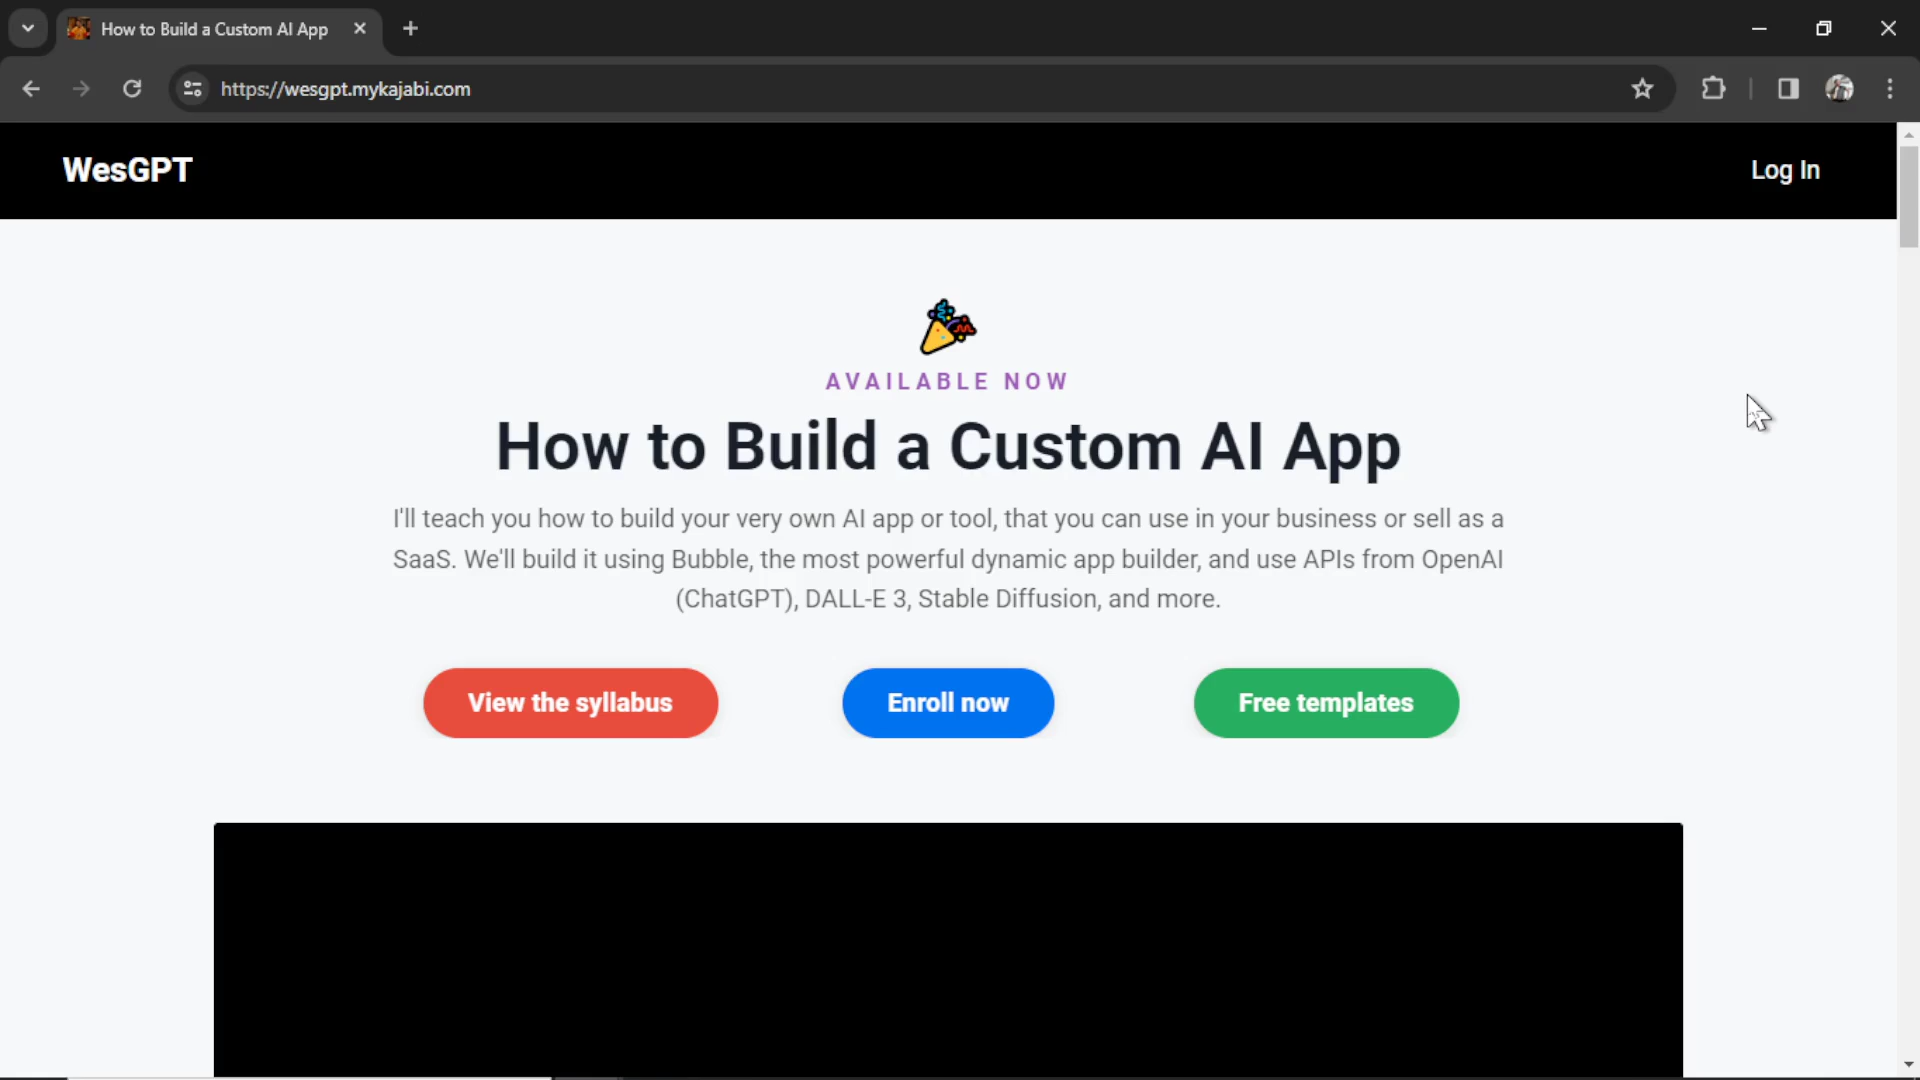 How to Build a Custom AI App
https://wesgpt.mykajabi.com
WesGPT
Log In
AVAILABLE NOW
How to Build a Custom AI App
I'll teach you how to build your very own AI app or tool, that you can use in your business or sell as a
SaaS. We'll build it using Bubble, the most powerful dynamic app builder, and use APIs from OpenAI
(ChatGPT), DALL-E 3, Stable Diffusion, and more.
View the syllabus
Enroll now
Free templates